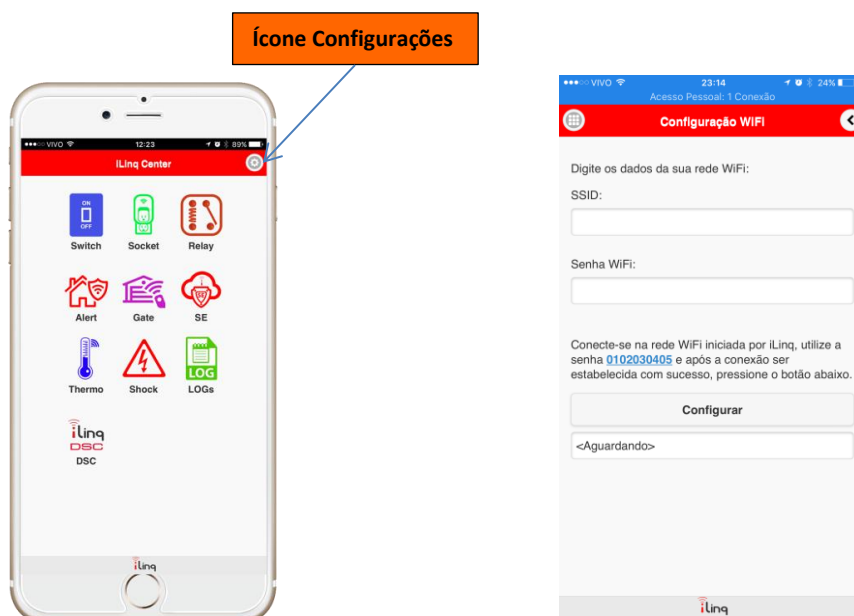 Ícone Configurações
VIVO 12:23 89%
iLinq Center
ON
OFF
Switch Socket Relay
SE
Alert Gate SE
LOG
Thermo Shock LOGs
iLinq
DSC
DSC
iLinq
VIVO 23:14 24%
Acesso Pessoal: 1 Conexão
Configuração WiFi
Digite os dados da sua rede WiFi:
SSID:
Senha WiFi:
Conecte-se na rede WiFi iniciada por iLinq, utilize a
senha 0102030405 e após a conexão ser
estabelecida com sucesso, pressione o botão abaixo.
Configurar
<Aguardando>
iLinq